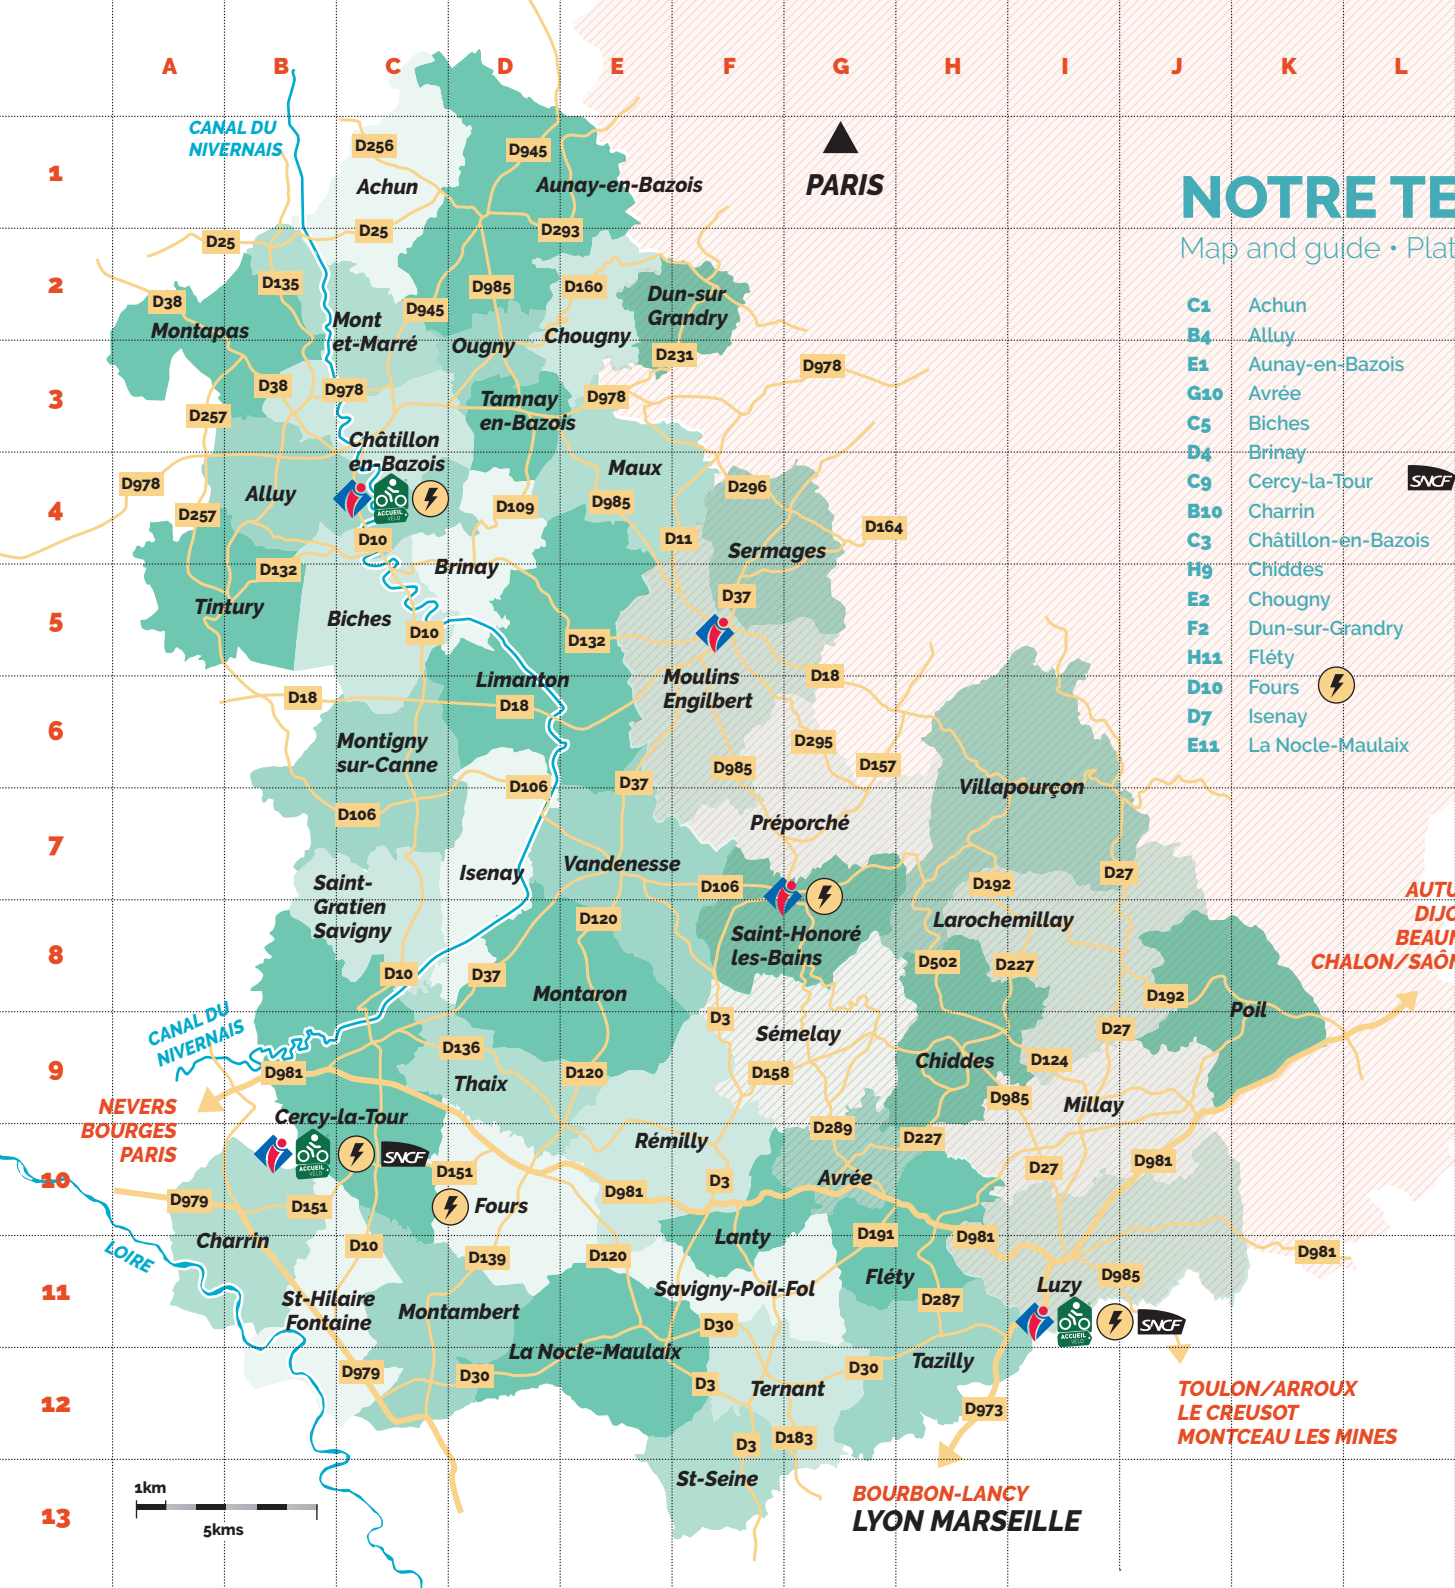 A B C D E F G H I J K L
CANAL DU
NIVERNAIS
1
D256
D945
Achun
Aunay-en-Bazois
PARIS
NOTRE TE
Map and guide • Plat
D25
D25
D293
2
D135
D38
D945
D985
D160
Dun-sur
Grandry
Montapas
Mont
et-Marré
Ougny
Chougny
D231
3
D38
D978
D978
D978
D257
Tamnay
en-Bazois
Châtillon
en-Bazois
Maux
4
D978
Alluy
D257
D109
D985
D296
D11
D164
ACCUEIL
VÉLO
D10
Brinay
Sermages
5
D132
Tintury
Biches
D10
D132
D37
Limanton
Moulins
Engilbert
D18
6
D18
D18
Montigny
sur-Canne
D295
D985
D157
D106
D37
Villapourçon
7
D106
Préporché
Isenay
Vandenesse
D106
D192
D27
Saint-
Gratien
Savigny
D120
Saint-Honoré
les-Bains
Larochemillay
8
D10
D37
Montaron
D502
D227
D192
Poil
CANAL DU
NIVERNAIS
D3
Sémelay
D27
9
D981
D136
Thaix
D120
D158
Chiddes
D124
D985
Millay
NEVERS
BOURGES
PARIS
Cercy-la-Tour
ACCUEIL
VÉLO
SNCF
Rémilly
D289
D227
10
D979
D151
D151
Fours
D981
D3
Avrée
D27
D981
LOIRE
Charrin
D10
D139
D120
Lanty
D191
D981
D981
11
St-Hilaire
Fontaine
Montambert
Savigny-Poil-Fol
Fléty
D287
Luzy
D985
ACCUEIL
VÉLO
SNCF
D30
La Nocle-Maulaix
12
D979
D30
D3
Ternant
D30
Tazilly
D973
D3
D183
TOULON/ARROUX
LE CREUSOT
MONTCEAU LES MINES
13
St-Seine
1km
5kms
BOURBON-LANCY
LYON MARSEILLE
C1 Achun
B4 Alluy
E1 Aunay-en-Bazois
G10 Avrée
C5 Biches
D4 Brinay
C9 Cercy-la-Tour SNCF
B10 Charrin
C3 Châtillon-en-Bazois
H9 Chiddes
E2 Chougny
F2 Dun-sur-Grandry
H11 Fléty
D10 Fours
D7 Isenay
E11 La Nocle-Maulaix
AUTU
DIJO
BEAU
CHALON/SAÔN